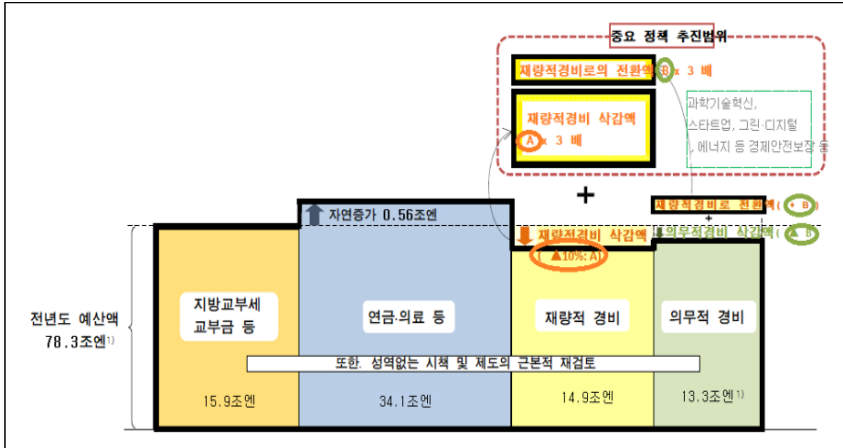 중요 정책 추진범위
재량적경비로의 전환액(B x 3 배
재량적경비 삭감액
A x 3 배
과학기술혁신,
스타트업, 그린·디지털
, 에너지 등 경제안전보장 등
+
재량적경비로 전환액( + B )
+
자연증가 0.56조엔
재량적경비 삭감액
의무적경비 삭감액( ▲ B
( ▲10%: A)
지방교부세
교부금 등
연금·의료 등
재량적 경비
의무적 경비
전년도 예산액
78.3조엔1)
또한. 성역없는 시책 및 제도의 근본적 재검토
15.9조엔
34.1조엔
14.9조엔
13.3조엔1)